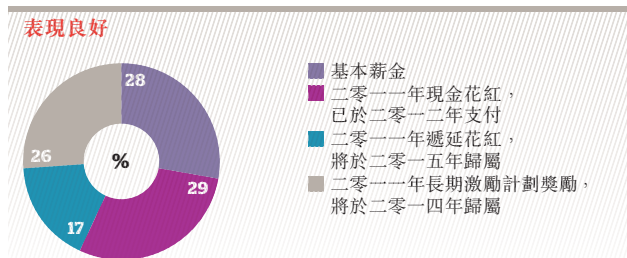 表現良好
28
29
17
26
%
基本薪金
二零一一年現金花紅，
已於二零一二年支付
二零一一年遞延花紅，
將於二零一五年歸屬
二零一一年長期激勵計劃獎勵，
將於二零一四年歸屬